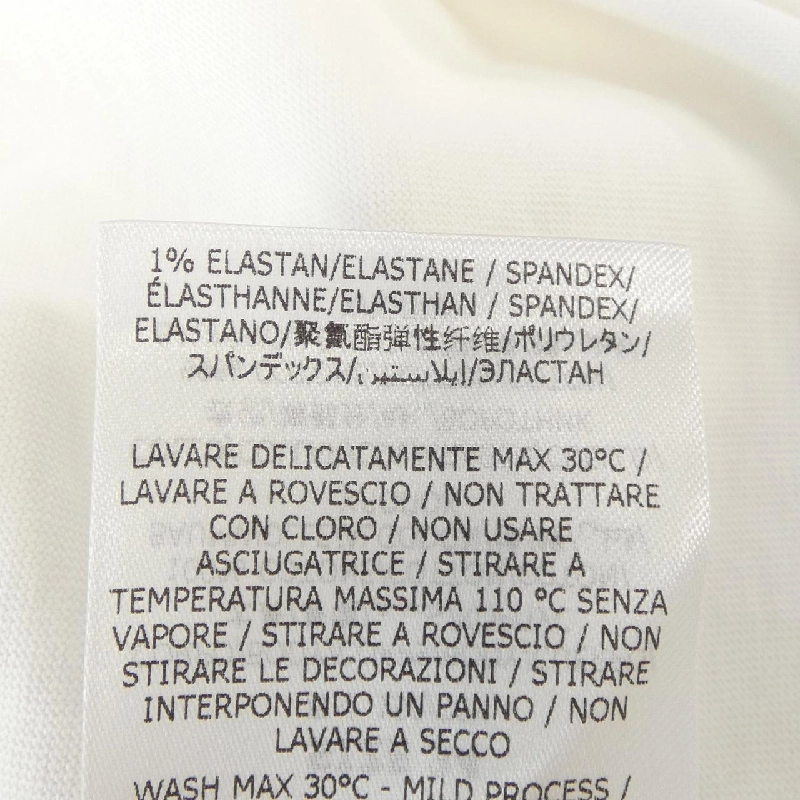 1% ELASTAN/ELASTANE / SPANDEX/
ÉLASTHANNE/ELASTHAN / SPANDEX/
ELASTANO/聚氨酯弹性纤维/ポリウレタン/
スパンデックス/إيلاستين/ЭЛАСТАН
LAVARE DELICATAMENTE MAX 30°C /
LAVARE A ROVESCIO / NON TRATTARE
CON CLORO / NON USARE
ASCIUGATRICE / STIRARE A
TEMPERATURA MASSIMA 110 °C SENZA
VAPORE / STIRARE A ROVESCIO / NON
STIRARE LE DECORAZIONI / STIRARE
INTERPONENDO UN PANNO / NON
LAVARE A SECCO
WASH MAX 30°C - MILD PROCESS /